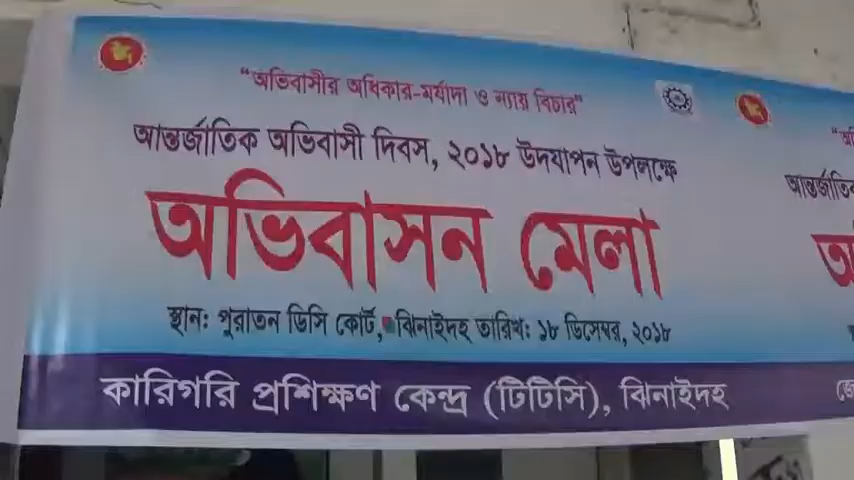 "অভিবাসীর অধিকার-মর্যাদা ও ন্যায় বিচার"
আন্তর্জাতিক অভিবাসী দিবস, ২০১৮ উদযাপন উপলক্ষে
অভিবাসন মেলা
স্থান: পুরাতন ডিসি কোর্ট, ঝিনাইদহ তারিখ: ১৮ ডিসেম্বর, ২০১৮
কারিগরি প্রশিক্ষণ কেন্দ্র (টিটিসি), ঝিনাইদহ